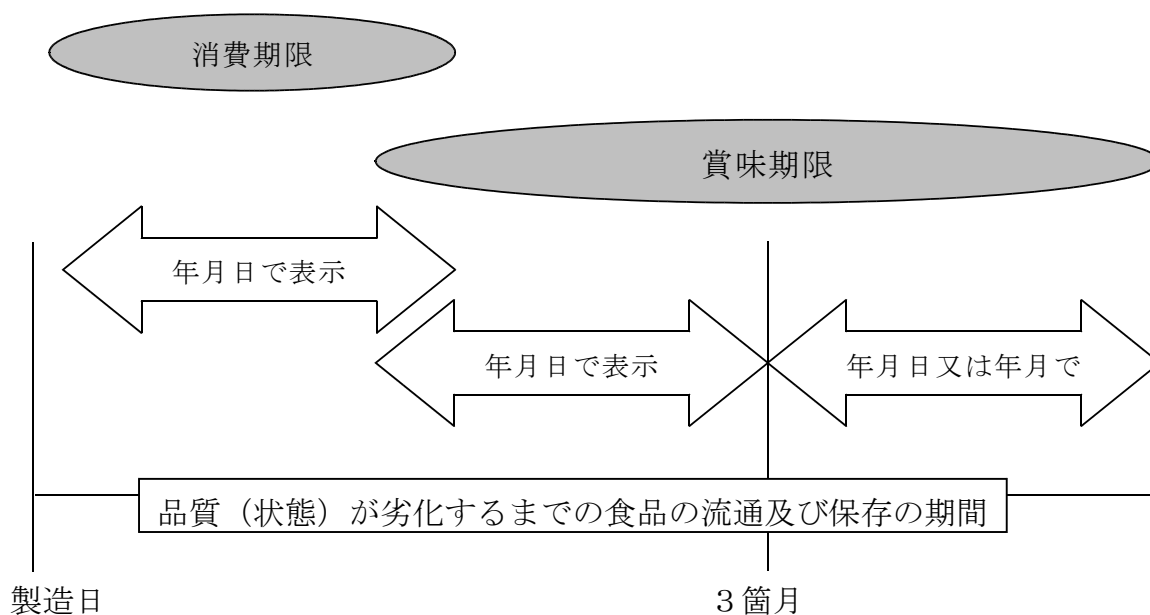 消費期限
賞味期限
年月日で表示
年月日で表示
年月日又は年月で
品質（状態）が劣化するまでの食品の流通及び保存の期間
製造日
３箇月